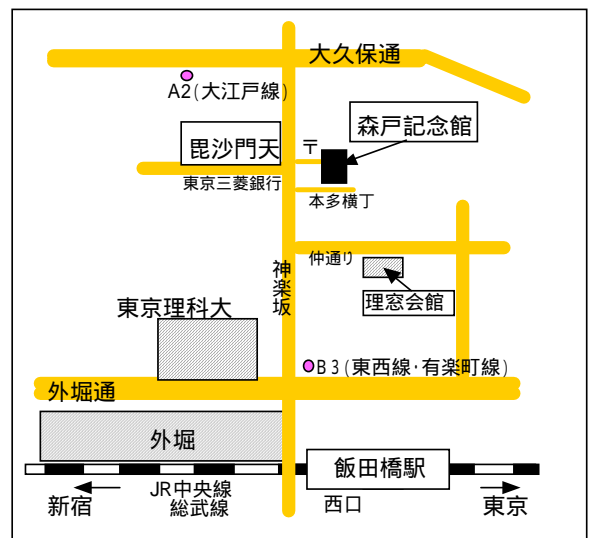 大久保通
A2(大江戸線)
森戸記念館
毘沙門天
〒
東京三菱銀行
本多横丁
仲通り
神楽坂
理窓会館
東京理科大
B3(東西線・有楽町線)
外堀通
外堀
飯田橋駅
新宿
JR中央線
総武線
西口
東京